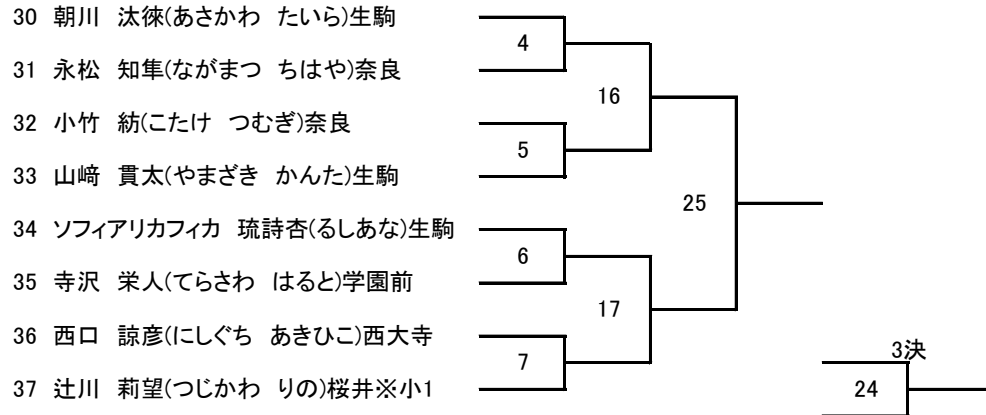 30 朝川 汰徠(あさかわ たいら)生駒
4
31 永松 知隼(ながまつ ちはや)奈良
16
32 小竹 紡(こたけ つむぎ)奈良
5
33 山﨑 貫太(やまざき かんた)生駒
25
34 ソフィアリカフィカ 琉詩杏(るしあな)生駒
6
35 寺沢 栄人(てらさわ はると)学園前
17
36 西口 諒彦(にしぐち あきひこ)西大寺
3決
7
37 辻川 莉望(つじかわ りの)桜井※小1
24